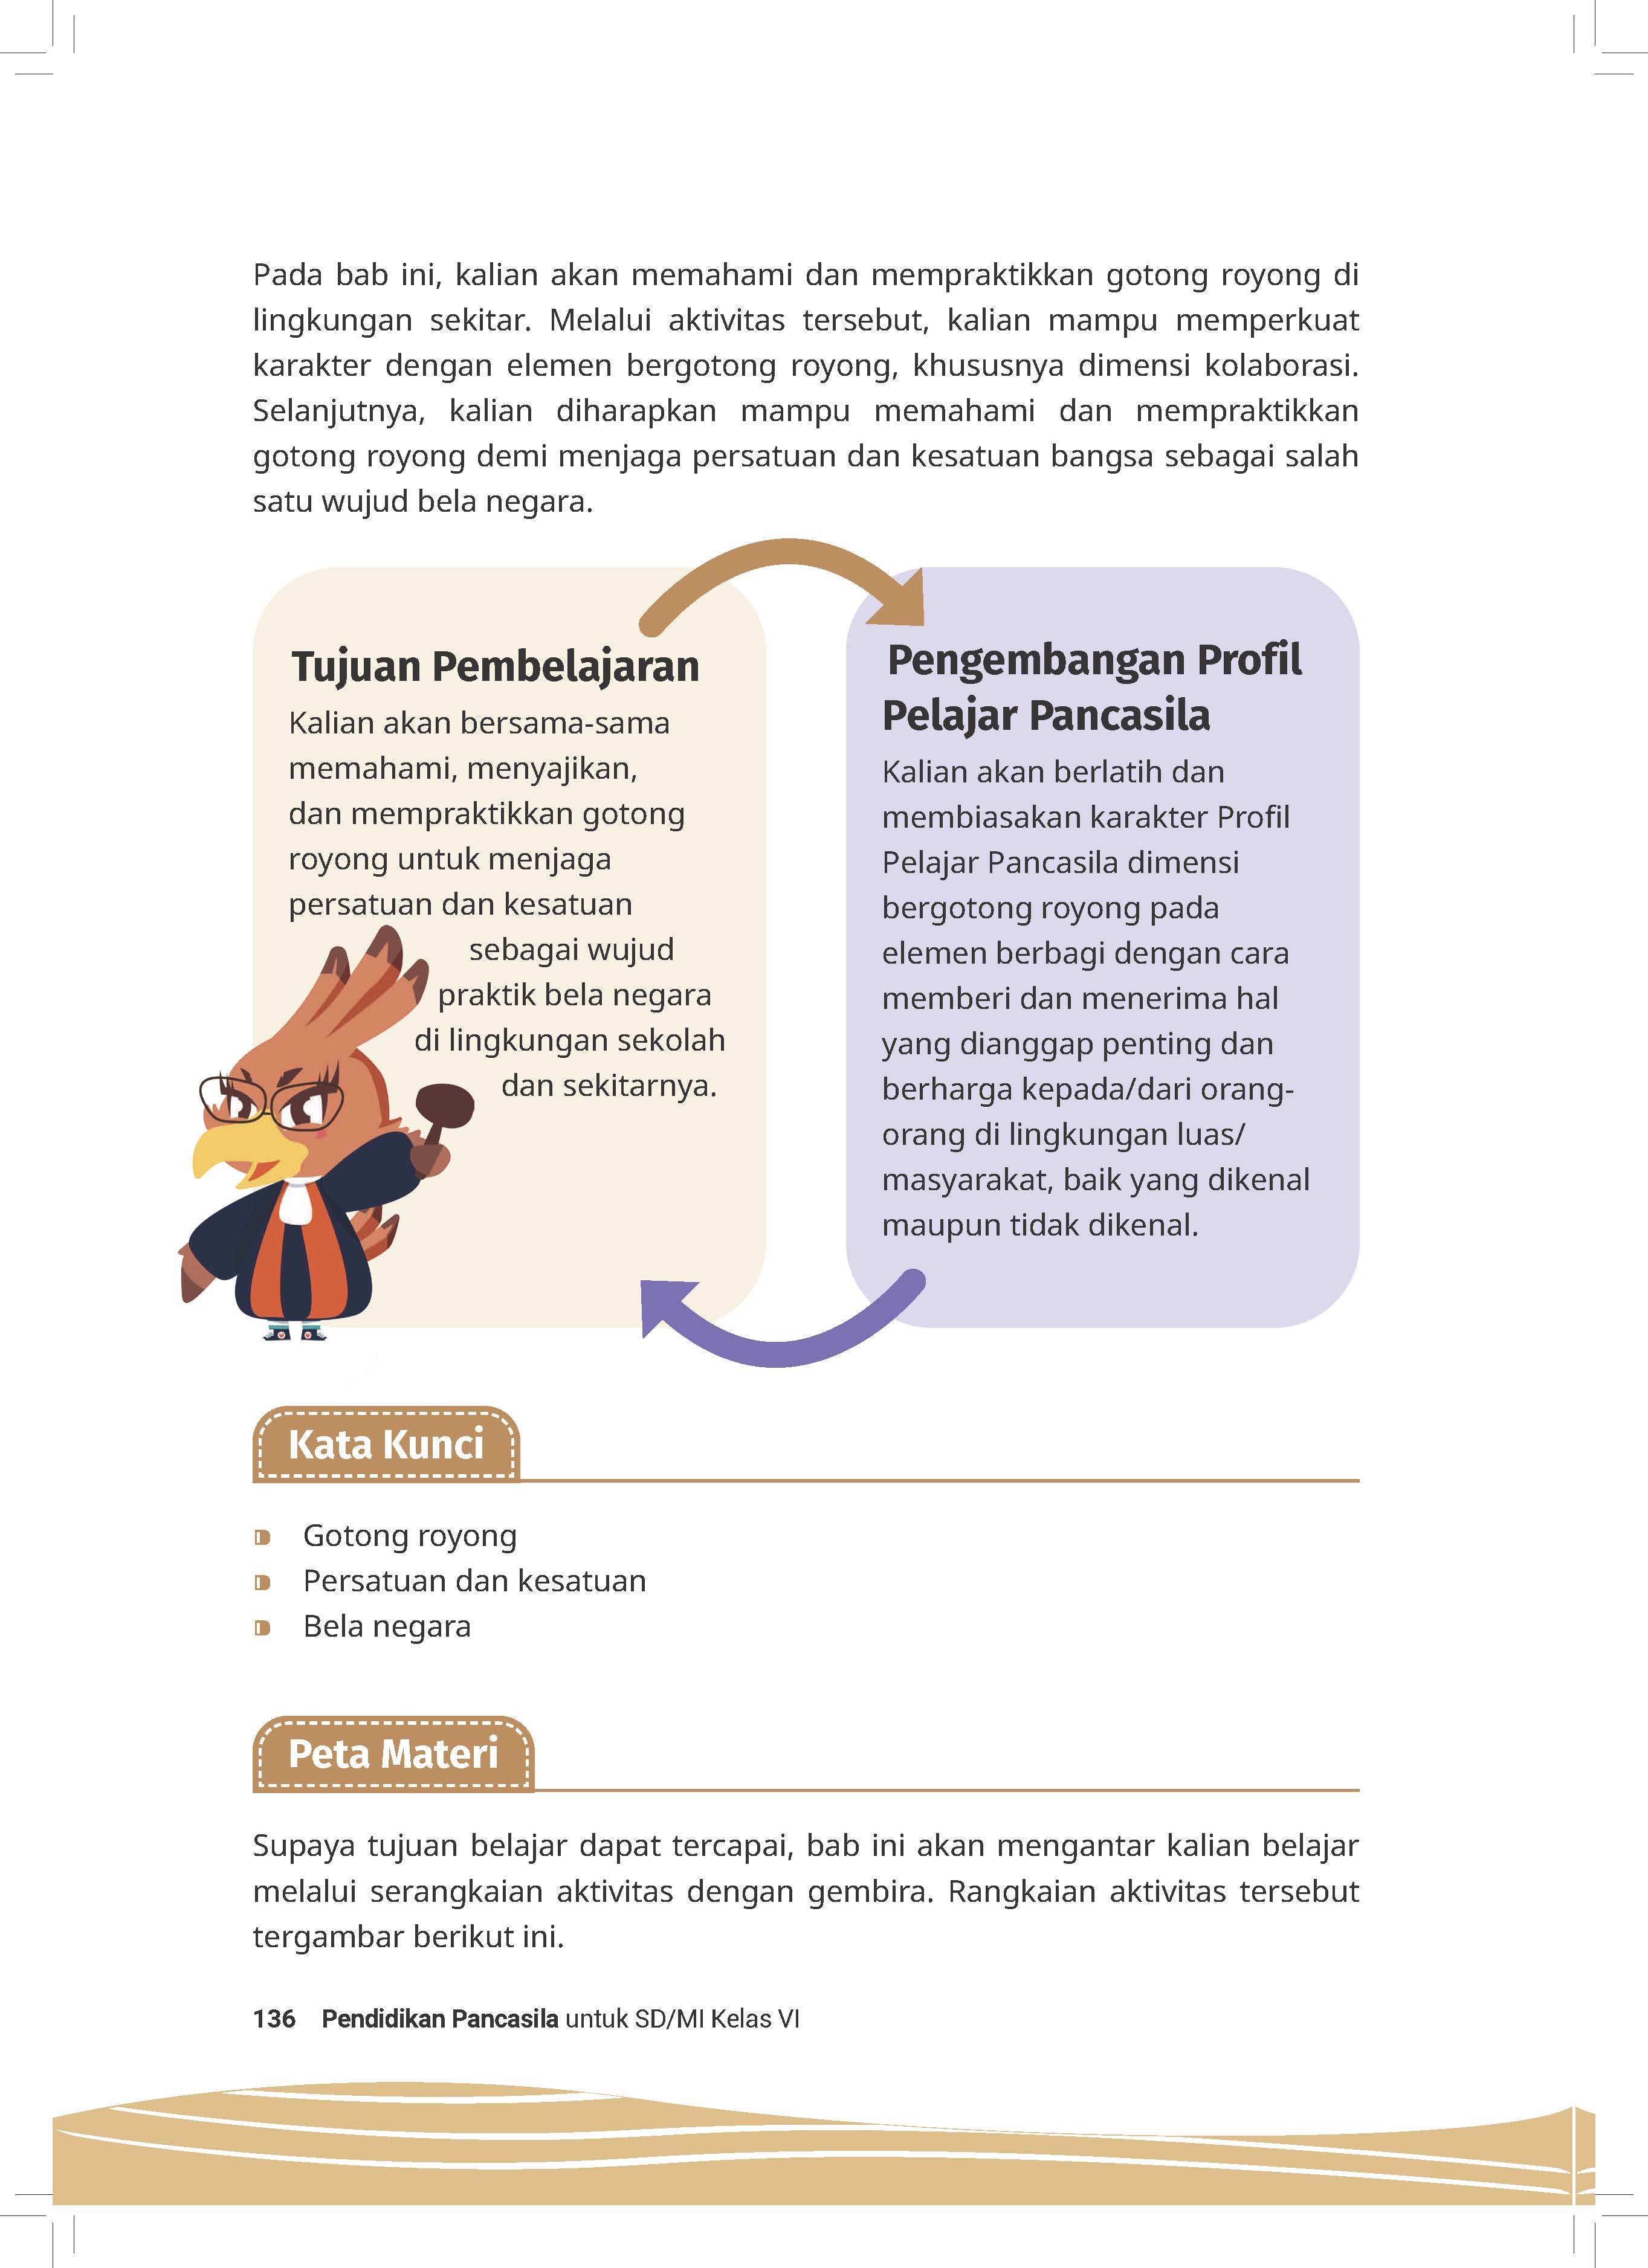 Pada bab ini, kalian akan memahami dan mempraktikkan gotong royong di
lingkungan sekitar. Melalui aktivitas tersebut, kalian mampu memperkuat
karakter dengan elemen bergotong royong, khususnya dimensi kolaborasi.
Selanjutnya, kalian diharapkan mampu memahami dan mempraktikkan
gotong royong demi menjaga persatuan dan kesatuan bangsa sebagai salah
satu wujud bela negara.
Tujuan Pembelajaran
Kalian akan bersama-sama
memahami, menyajikan,
dan mempraktikkan gotong
royong untuk menjaga
persatuan dan kesatuan
sebagai wujud
praktik bela negara
di lingkungan sekolah
dan sekitarnya.
Pengembangan Profil
Pelajar Pancasila
Kalian akan berlatih dan
membiasakan karakter Profil
Pelajar Pancasila dimensi
bergotong royong pada
elemen berbagi dengan cara
memberi dan menerima hal
yang dianggap penting dan
berharga kepada/dari orang-
orang di lingkungan luas/
masyarakat, baik yang dikenal
maupun tidak dikenal.
Kata Kunci
Gotong royong
Persatuan dan kesatuan
Bela negara
Peta Materi
Supaya tujuan belajar dapat tercapai, bab ini akan mengantar kalian belajar
melalui serangkaian aktivitas dengan gembira. Rangkaian aktivitas tersebut
tergambar berikut ini.
136 Pendidikan Pancasila untuk SD/MI Kelas VI